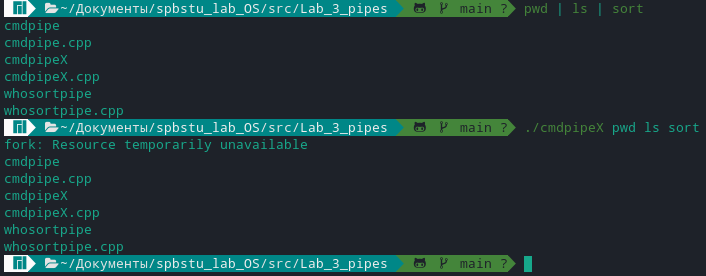 ~/Документы/spbstu_lab_OS/src/Lab_3_pipes main ? pwd | ls | sort
cmdpipe
cmdpipe.cpp
cmdpipeX
cmdpipeX.cpp
whosortpipe
whosortpipe.cpp
~/Документы/spbstu_lab_OS/src/Lab_3_pipes main ? ./cmdpipeX pwd ls sort
fork: Resource temporarily unavailable
cmdpipe
cmdpipe.cpp
cmdpipeX
cmdpipeX.cpp
whosortpipe
whosortpipe.cpp
~/Документы/spbstu_lab_OS/src/Lab_3_pipes main ?